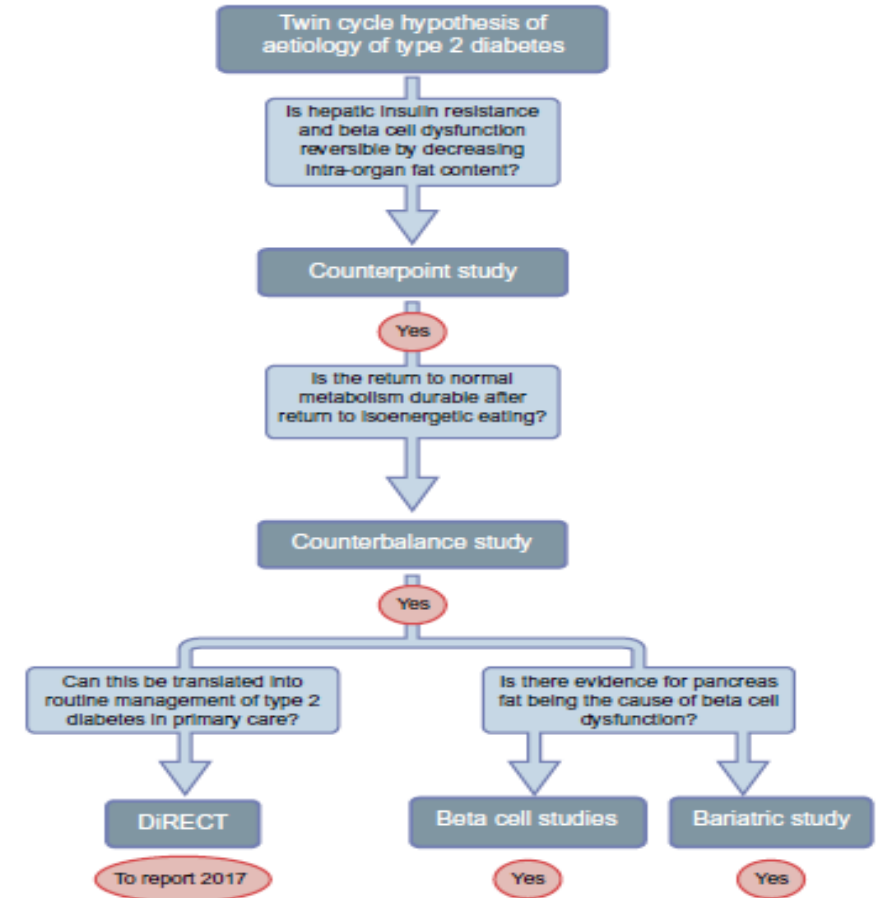 Twin cycle hypothesis of
aetiology of type 2 diabetes
Is hepatic insulin resistance
and beta cell dysfunction
reversible by decreasing
intra-organ fat content?
Counterpoint study
Yes
Is the return to normal
metabolism durable after
return to isoenergetic eating?
Counterbalance study
Yes
Can this be translated into
routine management of type 2
diabetes in primary care?
Is there evidence for pancreas
fat being the cause of beta cell
dysfunction?
DiRECT
Beta cell studies
Bariatric study
To report 2017
Yes
Yes